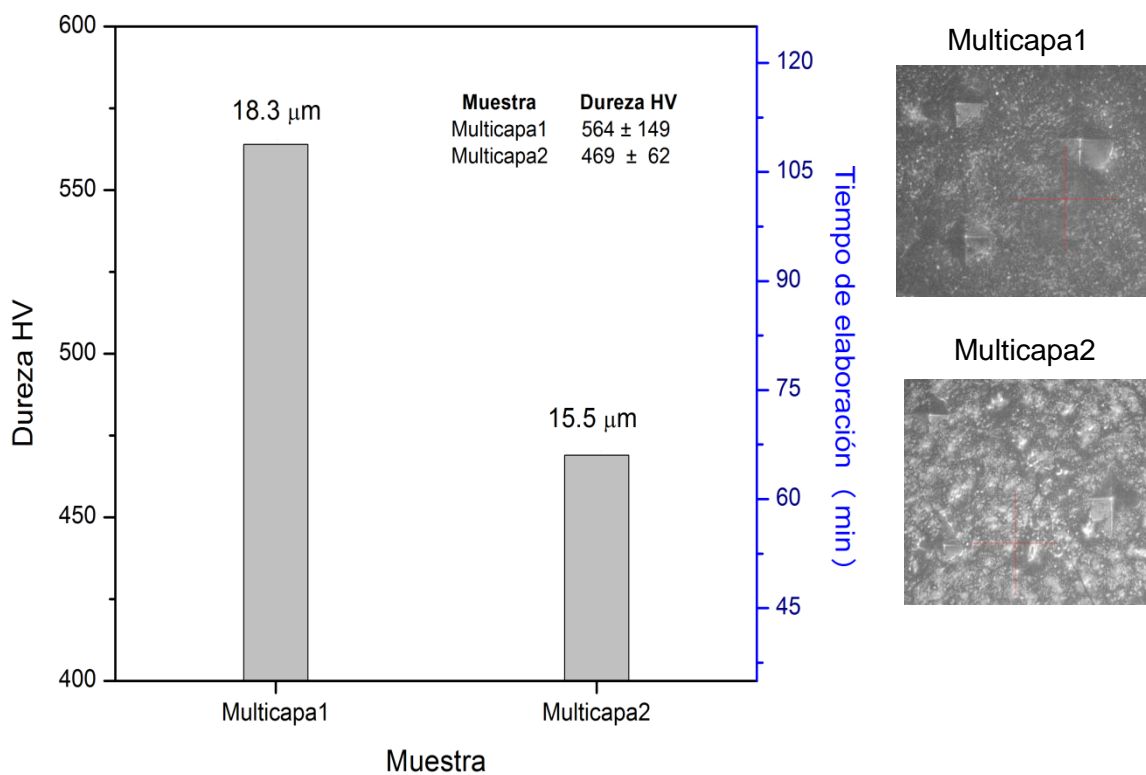 600
550
500
450
400
Dureza HV
18.3 μm
15.5 μm
Muestra Dureza HV
Multicapa1 564 ± 149
Multicapa2 469 ± 62
120
105
90
75
60
45
Tiempo de elaboración (min)
Multicapa1 Multicapa2
Muestra
Multicapa1
Multicapa2